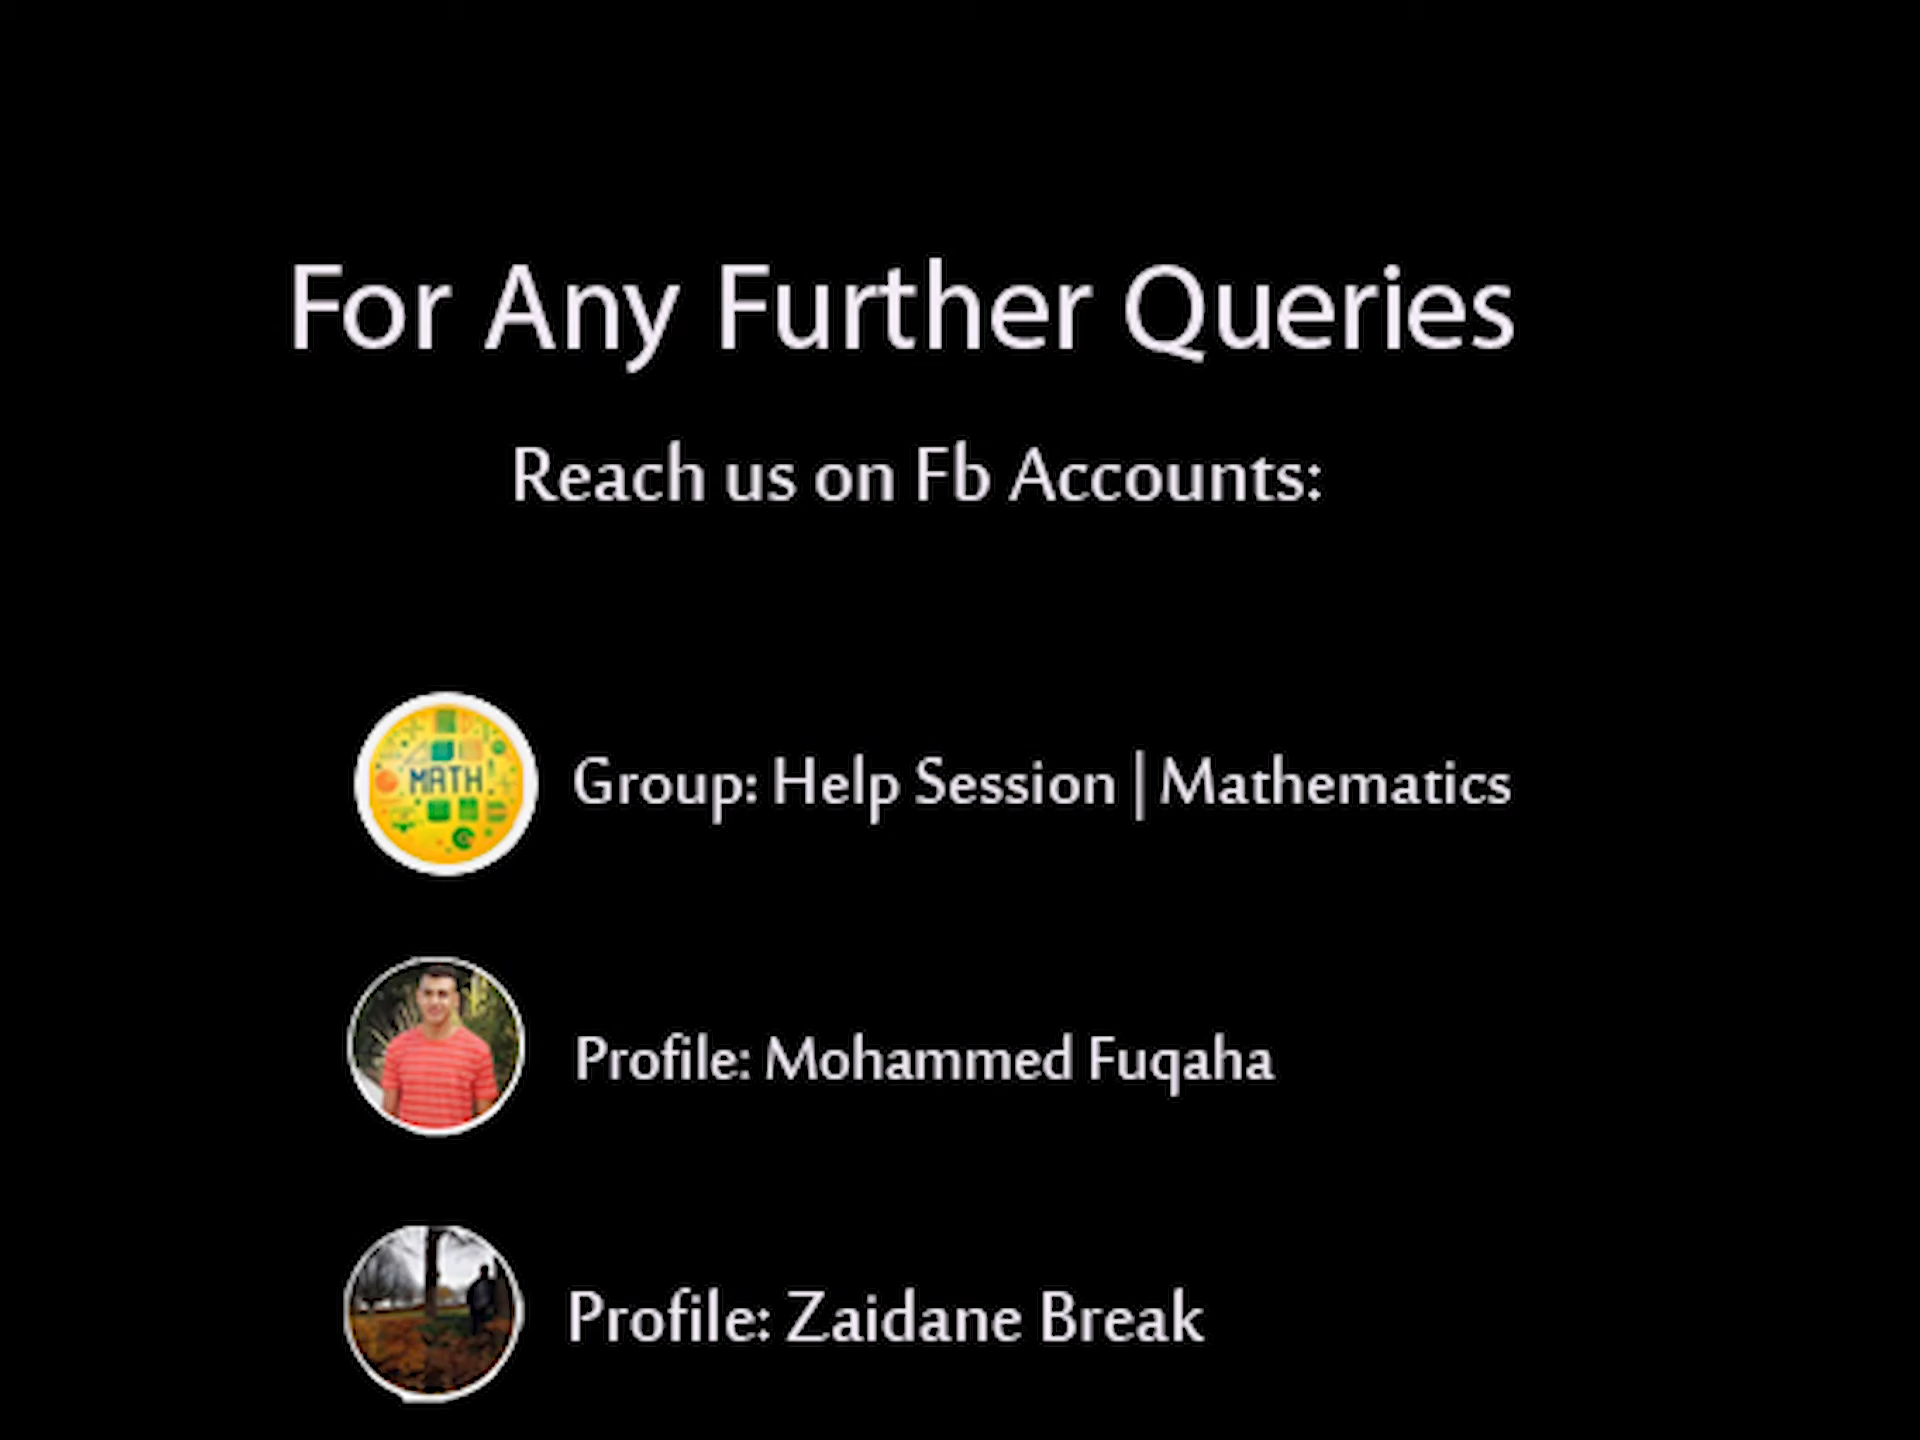 For Any Further Queries
Reach us on Fb Accounts:
MATH
Group: Help Session | Mathematics
Profile: Mohammed Fuqaha
Profile: Zaidane Break